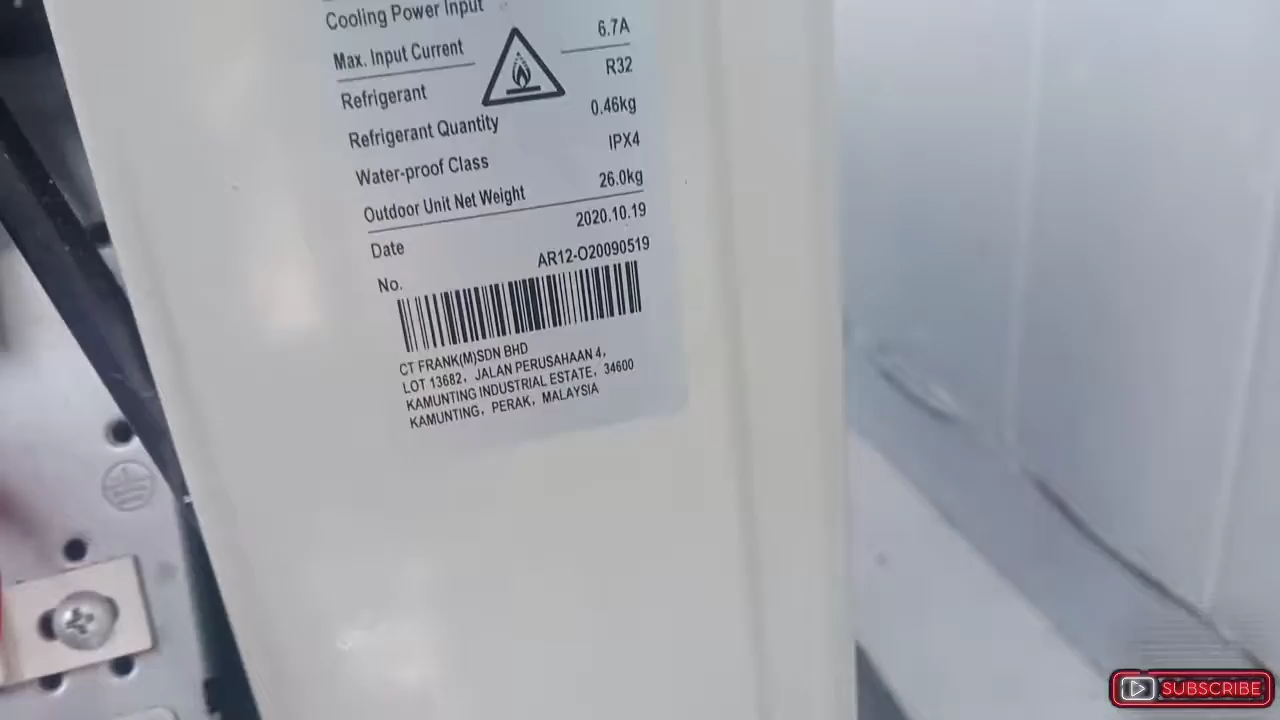 Cooling Power Input
Max. Input Current 6.7A
Refrigerant R32
Refrigerant Quantity 0.46kg
Water-proof Class IPX4
Outdoor Unit Net Weight 26.0kg
Date 2020.10.19
No. AR12-O20090519
CT FRANK(M)SDN BHD
LOT 13682, JALAN PERUSAHAAN 4,
KAMUNTING INDUSTRIAL ESTATE, 34600
KAMUNTING, PERAK, MALAYSIA
SUBSCRIBE